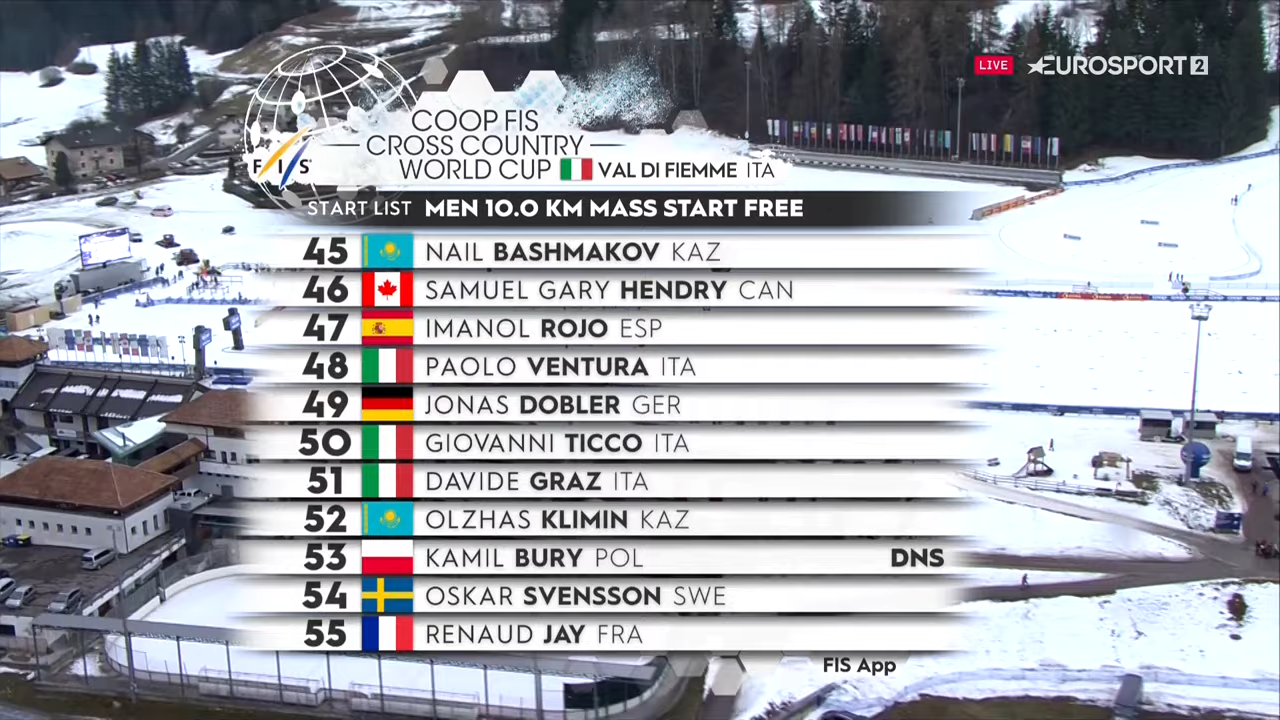 LIVE EUROSPORT 2
COOP FIS
CROSS COUNTRY
WORLD CUP VAL DI FIEMME ITA
FIS
START LIST MEN 10.0 KM MASS START FREE
45 NAIL BASHMAKOV KAZ
46 SAMUEL GARY HENDRY CAN
47 IMANOL ROJO ESP
48 PAOLO VENTURA ITA
49 JONAS DOBLER GER
50 GIOVANNI TICCO ITA
51 DAVIDE GRAZ ITA
52 OLZHAS KLIMIN KAZ
53 KAMIL BURY POL DNS
54 OSKAR SVENSSON SWE
55 RENAUD JAY FRA
FIS App